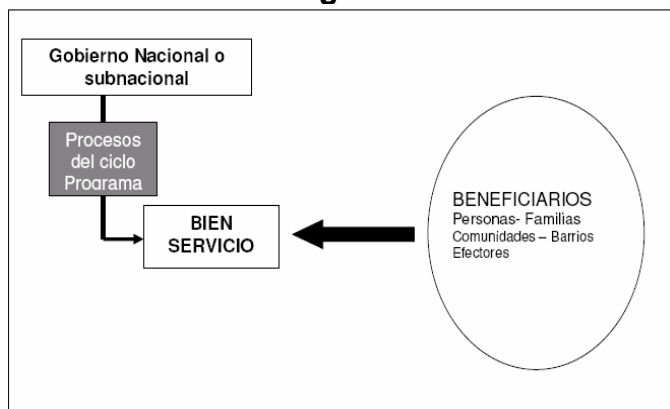 Gobierno Nacional o
subnacional
Procesos
del ciclo
Programa
BIEN
SERVICIO
BENEFICIARIOS
Personas- Familias
Comunidades – Barrios
Efectores